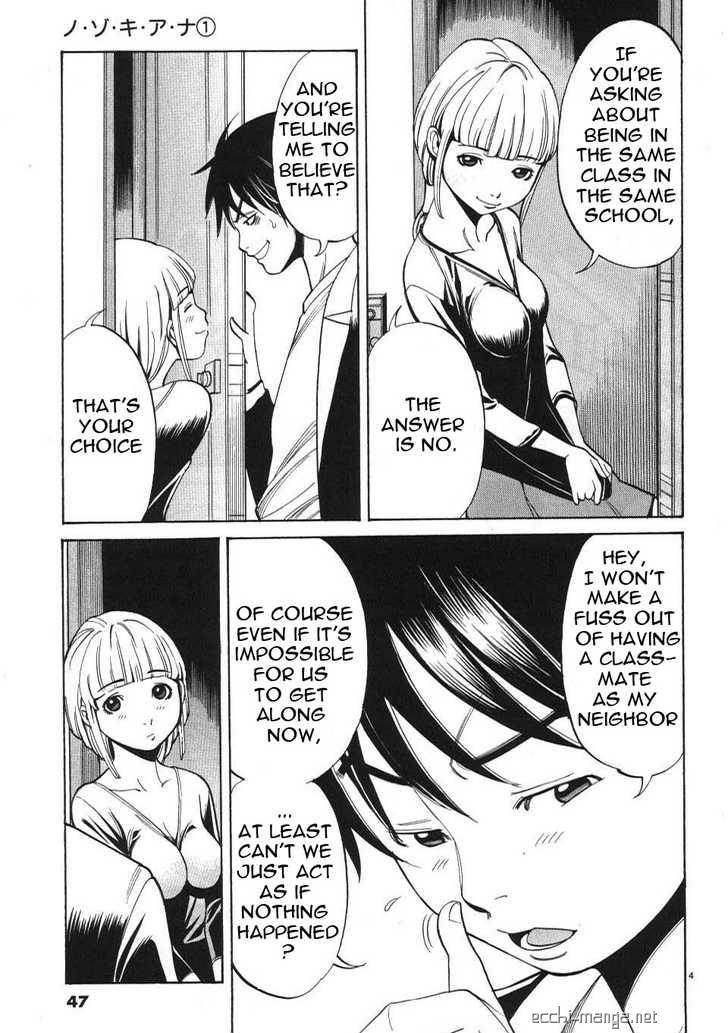 ノ・ゾ・キ・ア・ナ①
IF
YOU'RE
ASKING
ABOUT
BEING IN
THE SAME
CLASS IN
THE SAME
SCHOOL,
THE
ANSWER
IS NO.
AND
YOU'RE
TELLING
ME TO
BELIEVE
THAT?
THAT'S
YOUR
CHOICE
HEY,
I WON'T
MAKE A
FUSS OUT
OF HAVING
A CLASS-
MATE
AS MY
NEIGHBOR
OF COURSE
EVEN IF IT'S
IMPOSSIBLE
FOR US
TO GET
ALONG
NOW,
...
AT LEAST
CAN'T WE
JUST ACT
AS IF
NOTHING
HAPPENED
?
4
47
ecchi-manga.net